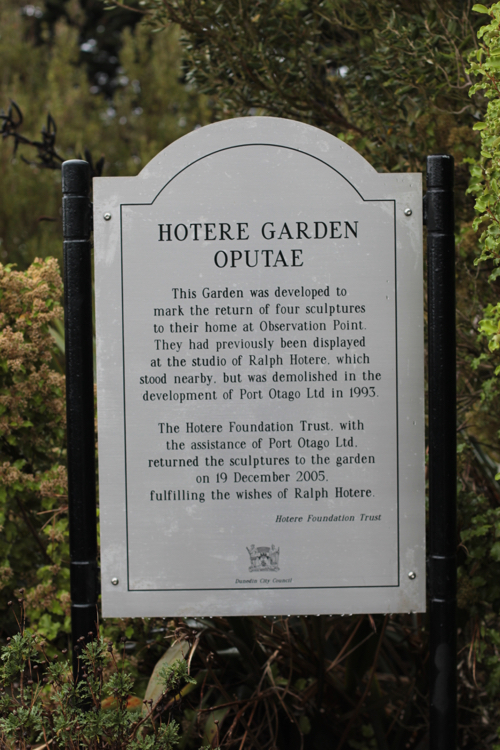 HOTERE GARDEN
OPUTAE
This Garden was developed to
mark the return of four sculptures
to their home at Observation Point.
They had previously been displayed
at the studio of Ralph Hotere, which
stood nearby, but was demolished in the
development of Port Otago Ltd in 1993.
The Hotere Foundation Trust, with
the assistance of Port Otago Ltd,
returned the sculptures to the garden
on 19 December 2005,
fulfilling the wishes of Ralph Hotere.
Hotere Foundation Trust
Dunedin City Council